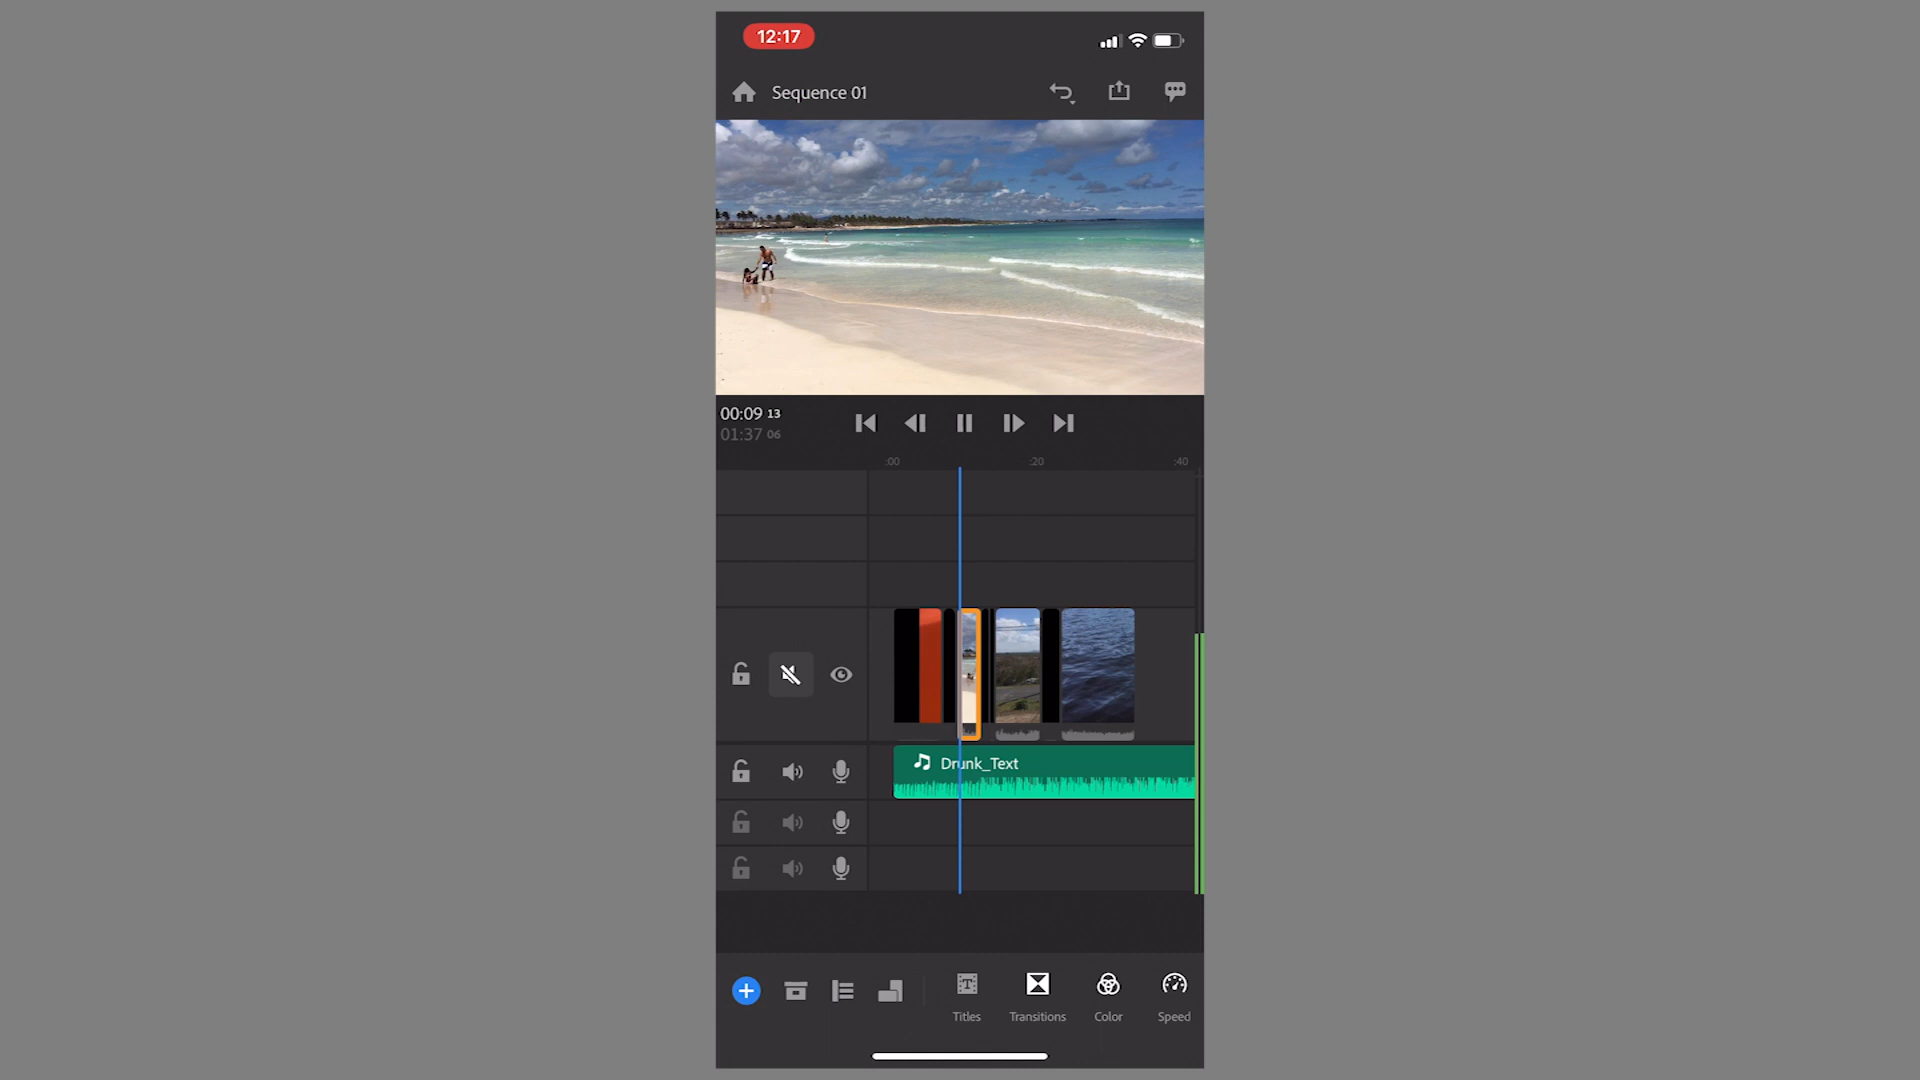 12:17
Sequence 01
00:09 13
01:37 06
:00 :20 :40
Drunk_Text
Titles Transitions Color Speed